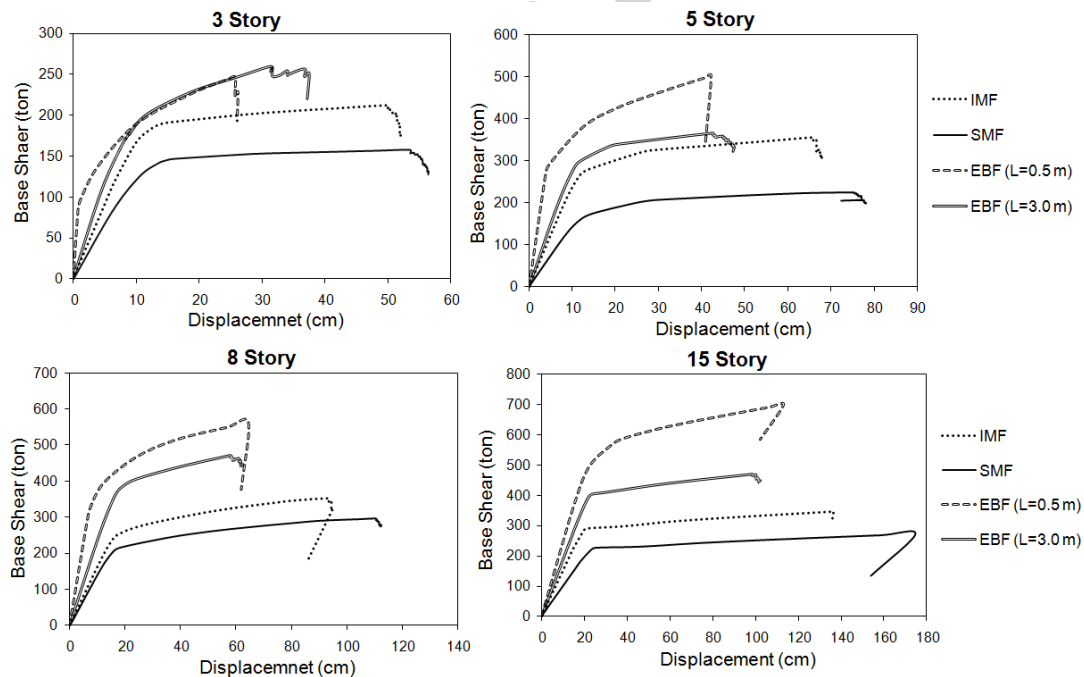 3 Story
300
250
200
150
100
50
0
Base Shaer (ton)
0 10 20 30 40 50 60
Displacemnet (cm)
5 Story
600
500
400
300
200
100
0
Base Shear (ton)
0 10 20 30 40 50 60 70 80 90
Displacement (cm)
IMF
SMF
EBF (L=0.5 m)
EBF (L=3.0 m)
8 Story
700
600
500
400
300
200
100
0
Base Shear (ton)
0 20 40 60 80 100 120 140
Displacemnet (cm)
15 Story
800
700
600
500
400
300
200
100
0
Base Shear (ton)
0 20 40 60 80 100 120 140 160 180
Displacement (cm)
IMF
SMF
EBF (L=0.5 m)
EBF (L=3.0 m)